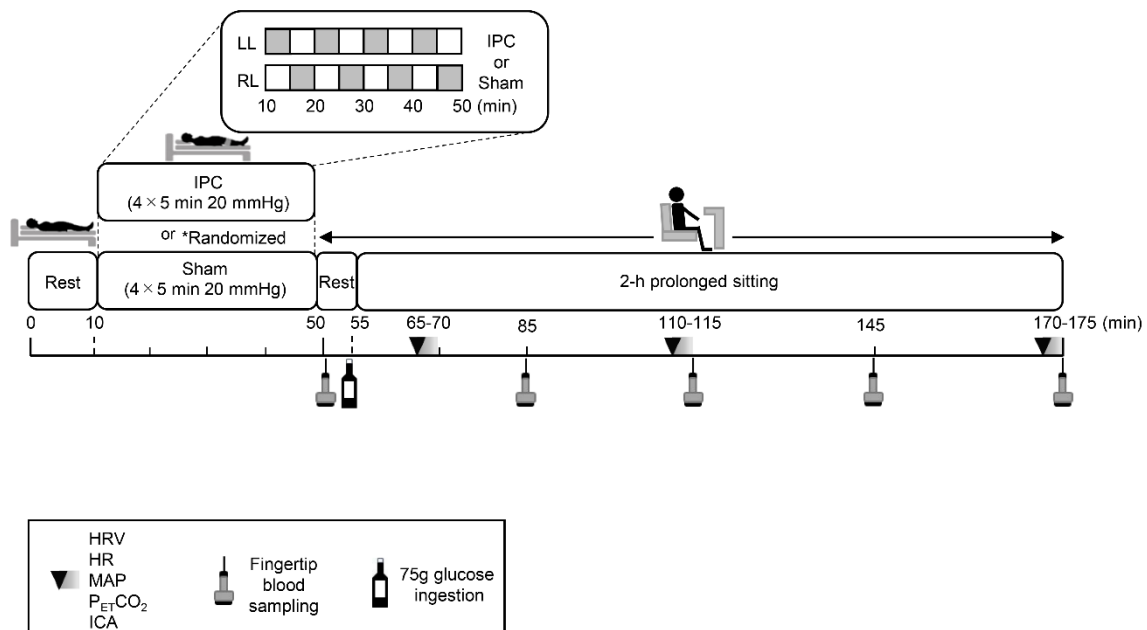 LL
IPC
or
Sham
RL
10 20 30 40 50 (min)
IPC
(4×5 min 20 mmHg)
or *Randomized
Rest
Sham
(4×5 min 20 mmHg)
Rest
2-h prolonged sitting
0 10 50 55 65-70 85 110-115 145 170-175 (min)
HRV
HR
MAP
PETCO2
ICA
Fingertip
blood
sampling
75g glucose
ingestion